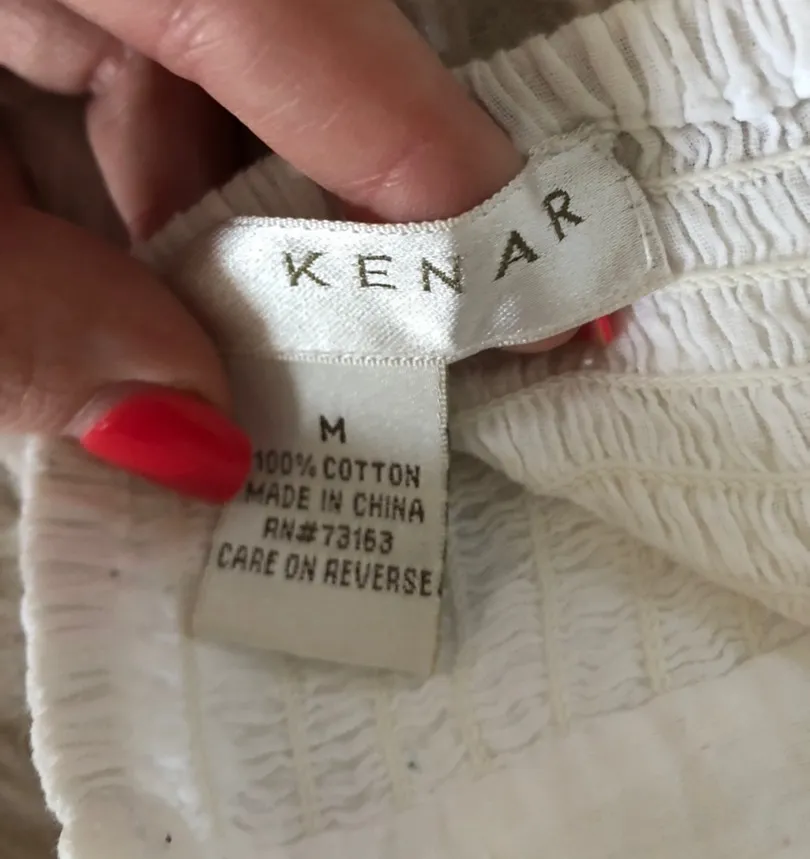 KENAR
M
100% COTTON
MADE IN CHINA
RN#73163
CARE ON REVERSE